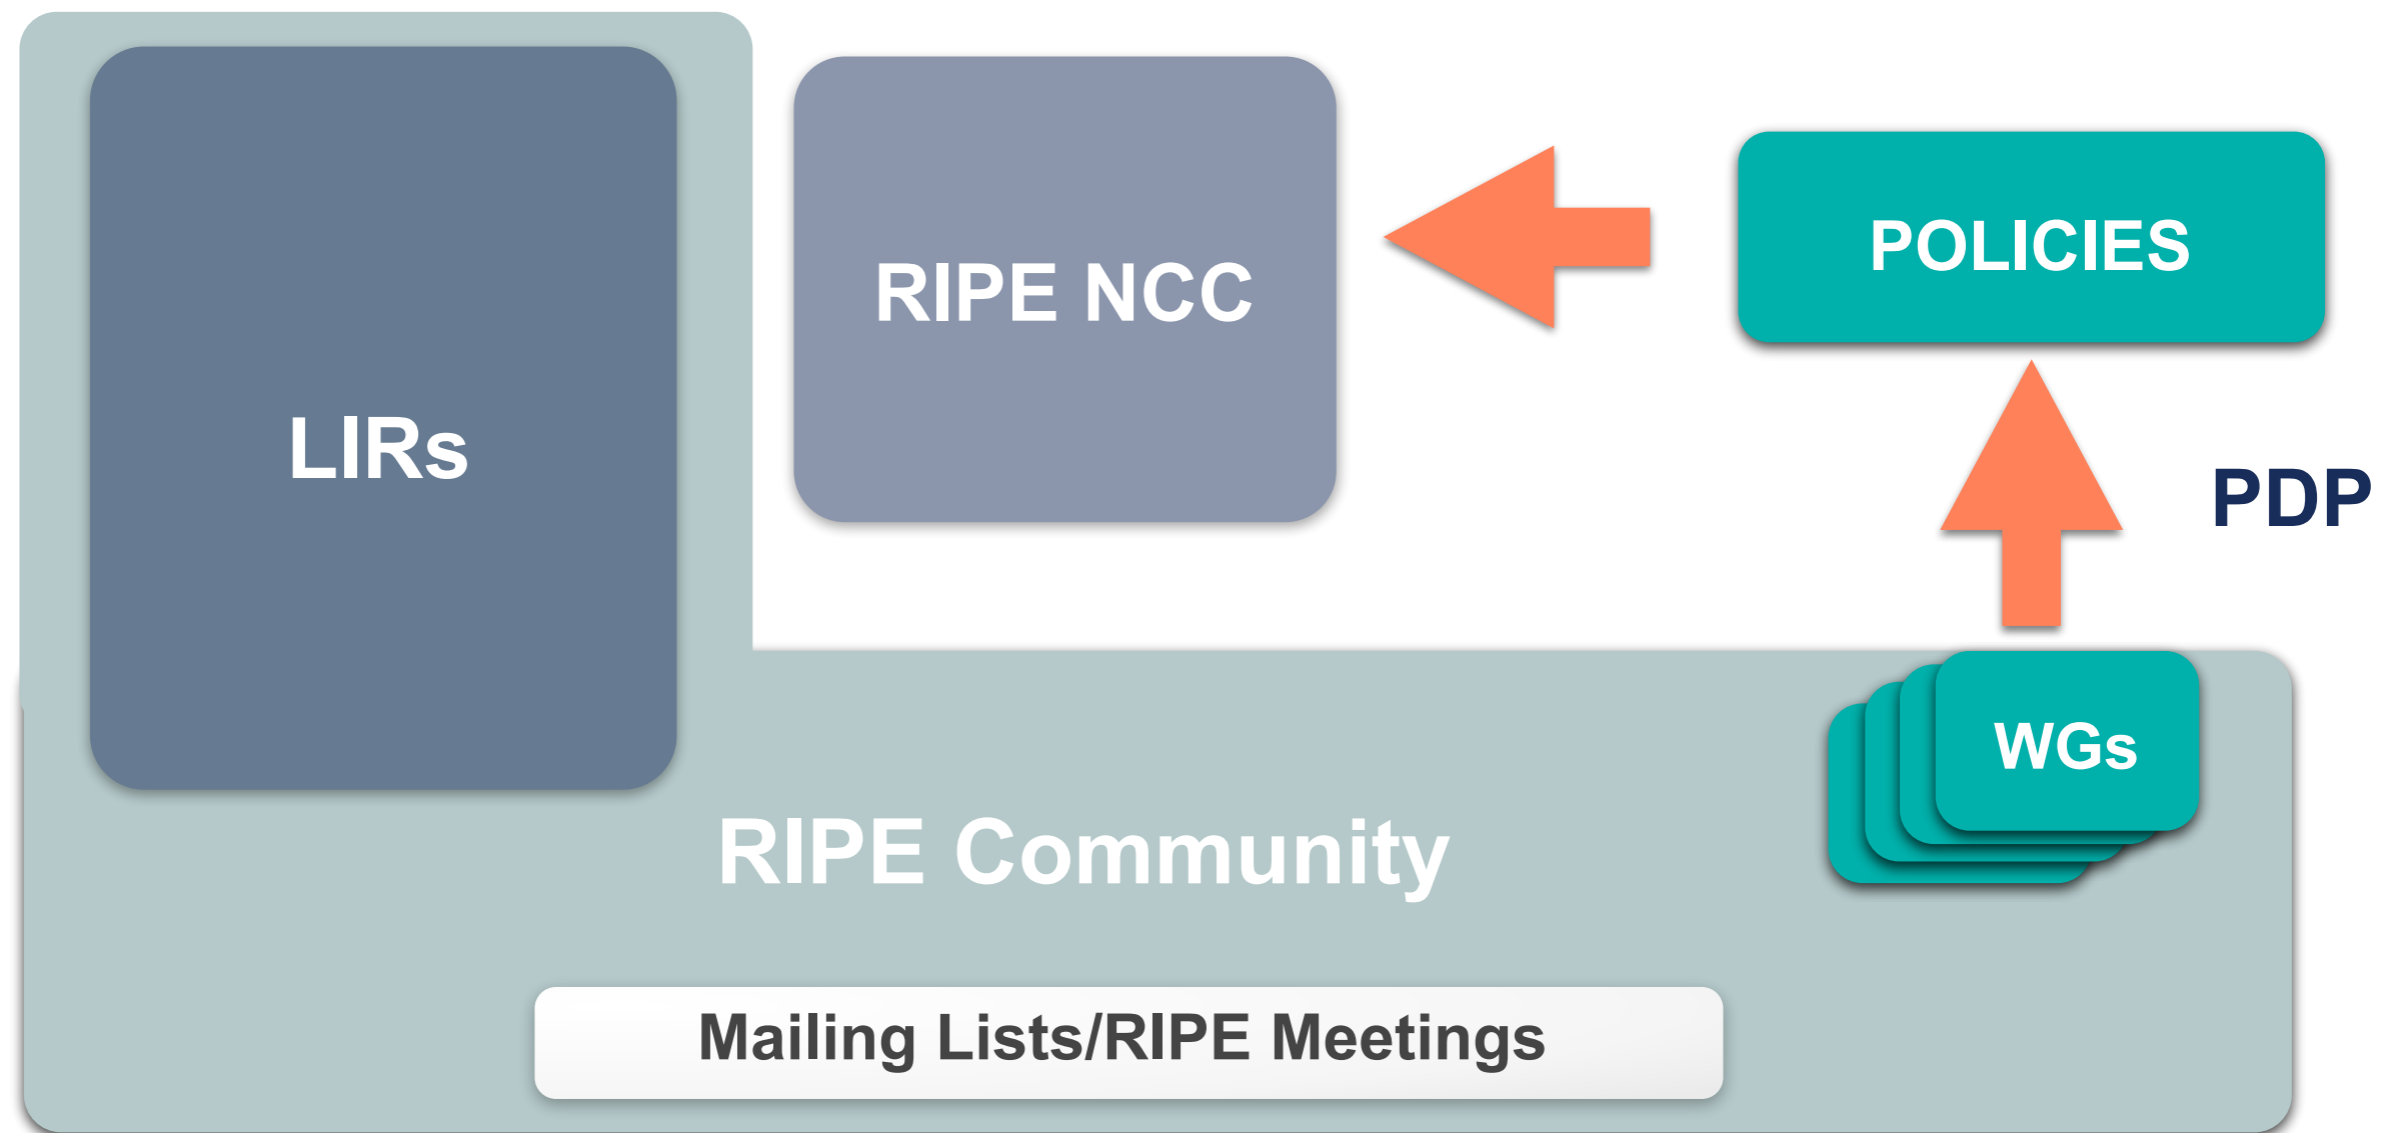 LIRs
RIPE NCC
POLICIES
PDP
WGs
RIPE Community
Mailing Lists/RIPE Meetings